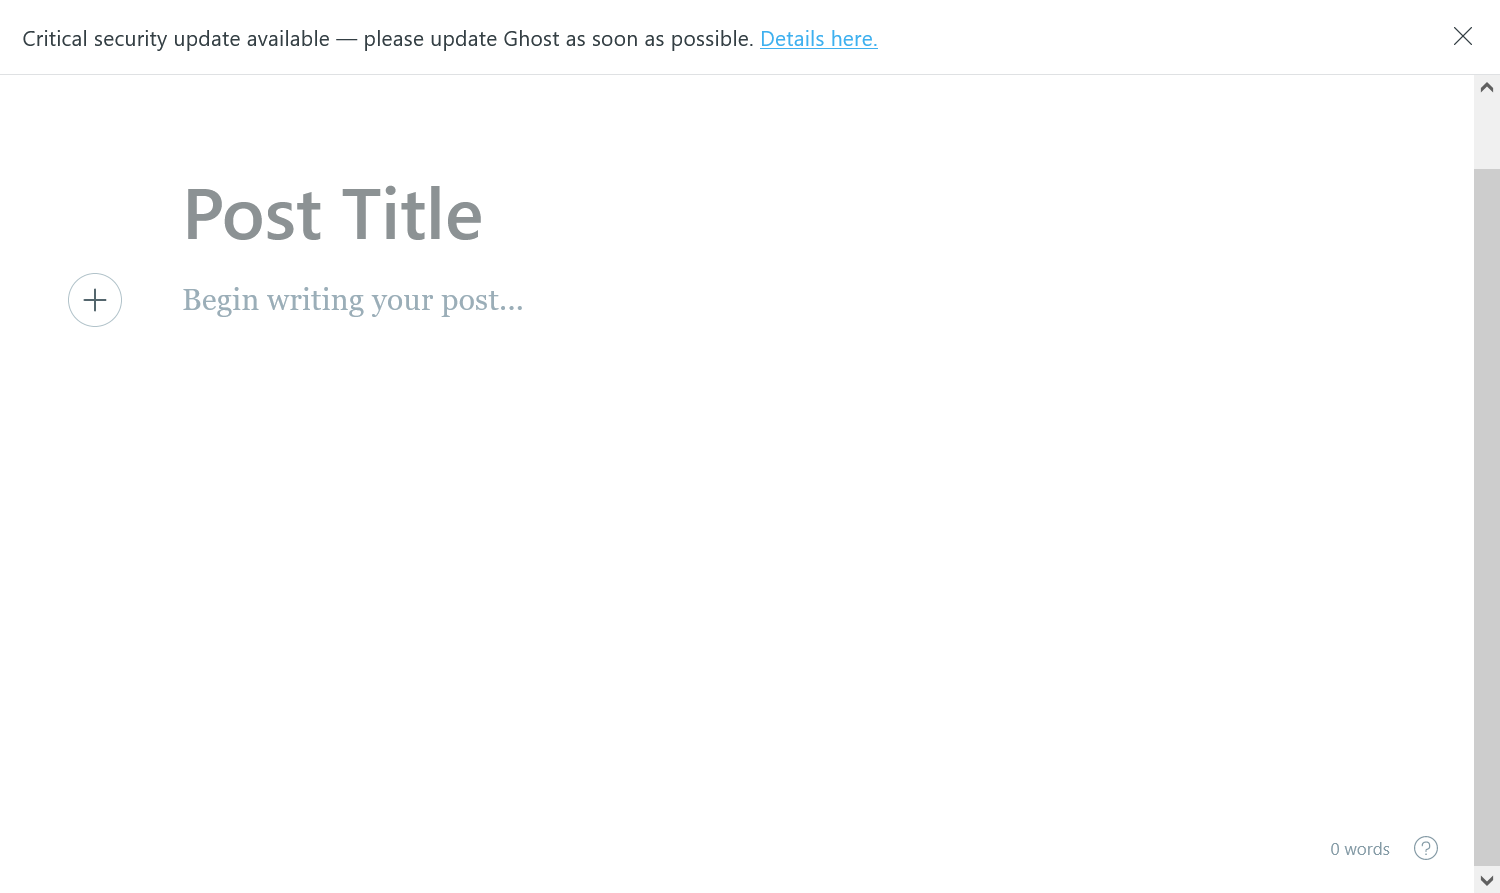 Critical security update available — please update Ghost as soon as possible. Details here.
Post Title
Begin writing your post...
0 words
?